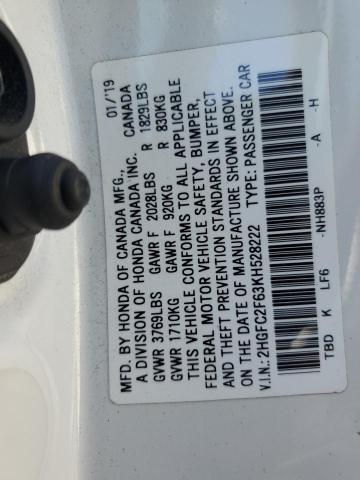 MFD. BY HONDA OF CANADA MFG., 01/'19
A DIVISION OF HONDA CANADA INC. CANADA
GVWR 3769LBS GAWR F 2028LBS R 1829LBS
GVWR 1710KG GAWR F 920KG R 830KG
THIS VEHICLE CONFORMS TO ALL APPLICABLE
FEDERAL MOTOR VEHICLE SAFETY, BUMPER,
AND THEFT PREVENTION STANDARDS IN EFFECT
ON THE DATE OF MANUFACTURE SHOWN ABOVE.
V.I.N.:2HGFC2F63KH528222 TYPE: PASSENGER CAR
TBD K LF6 -NH883P -A -H